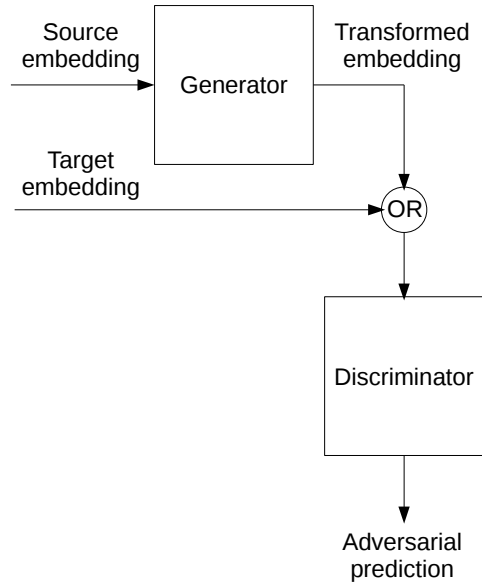 Source
embedding
Generator
Transformed
embedding
Target
embedding
OR
Discriminator
Adversarial
prediction